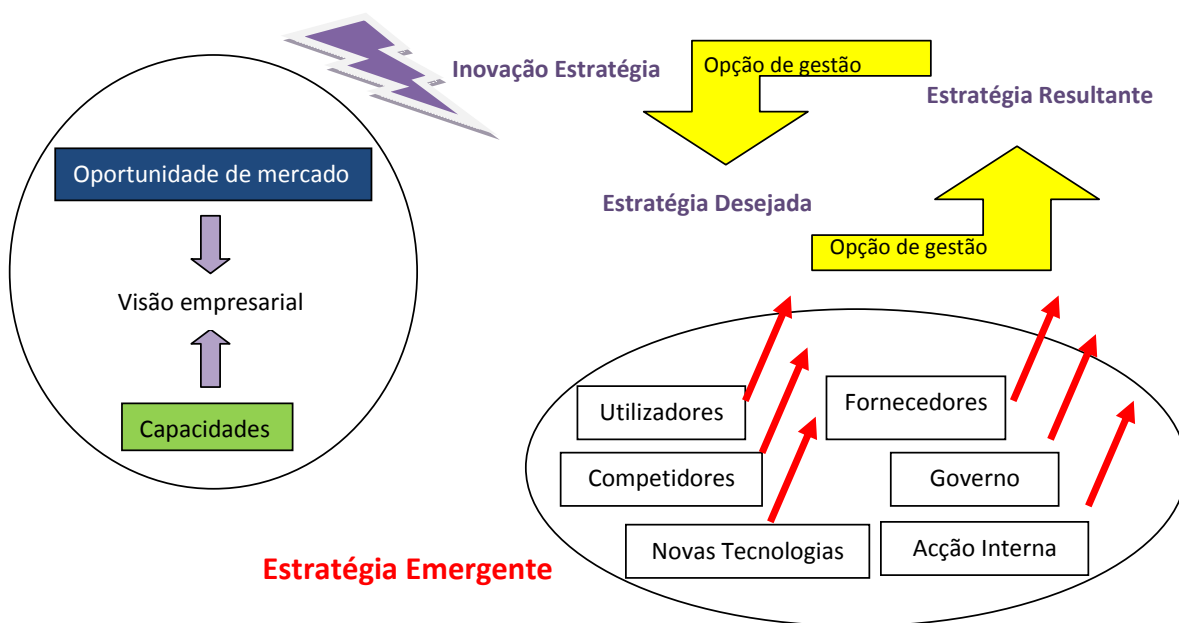 Inovação Estratégia
Opção de gestão
Estratégia Resultante
Oportunidade de mercado
Estratégia Desejada
Opção de gestão
Visão empresarial
Capacidades
Utilizadores
Fornecedores
Competidores
Governo
Novas Tecnologias
Acção Interna
Estratégia Emergente